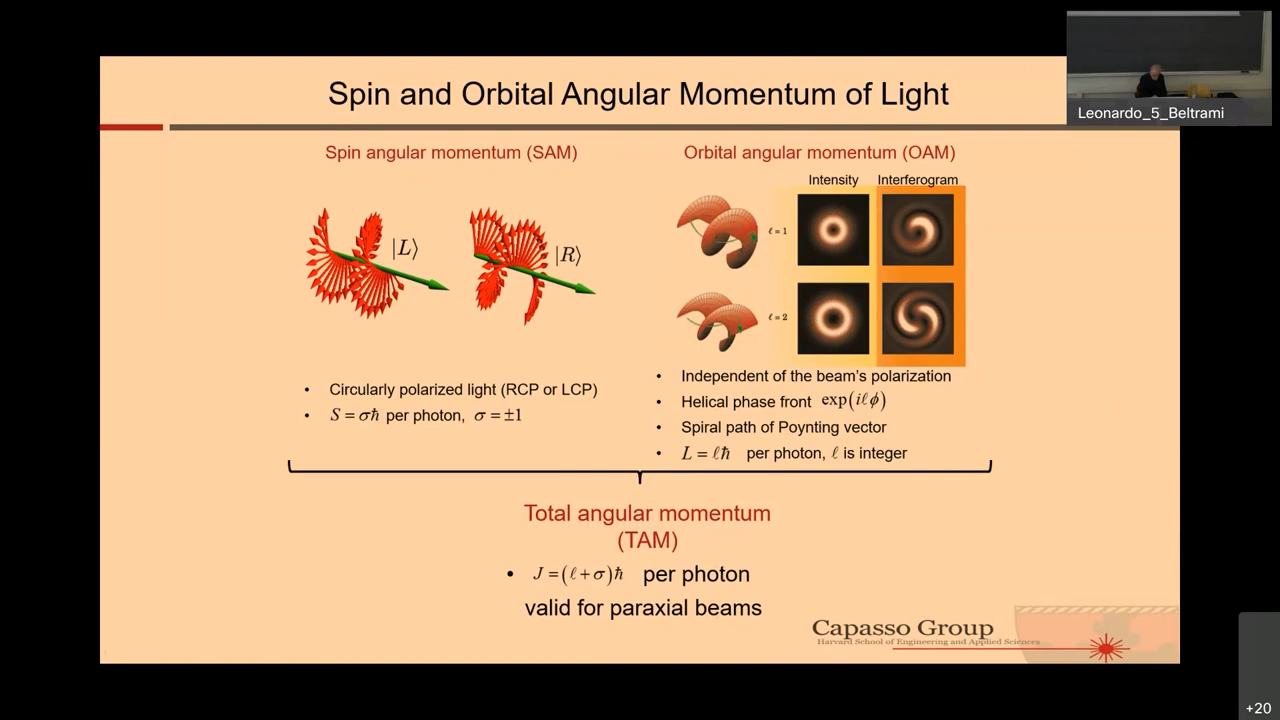 Spin and Orbital Angular Momentum of Light
Leonardo_5_Beltrami
Spin angular momentum (SAM)
|L⟩
|R⟩
• Circularly polarized light (RCP or LCP)
• S = σħ per photon, σ = ±1
Orbital angular momentum (OAM)
Intensity Interferogram
ℓ = 1
ℓ = 2
• Independent of the beam's polarization
• Helical phase front exp(iℓϕ)
• Spiral path of Poynting vector
• L = ℓħ per photon, ℓ is integer
Total angular momentum
(TAM)
• J = (ℓ + σ)ħ per photon
valid for paraxial beams
Capasso Group
Harvard School of Engineering and Applied Sciences
+20